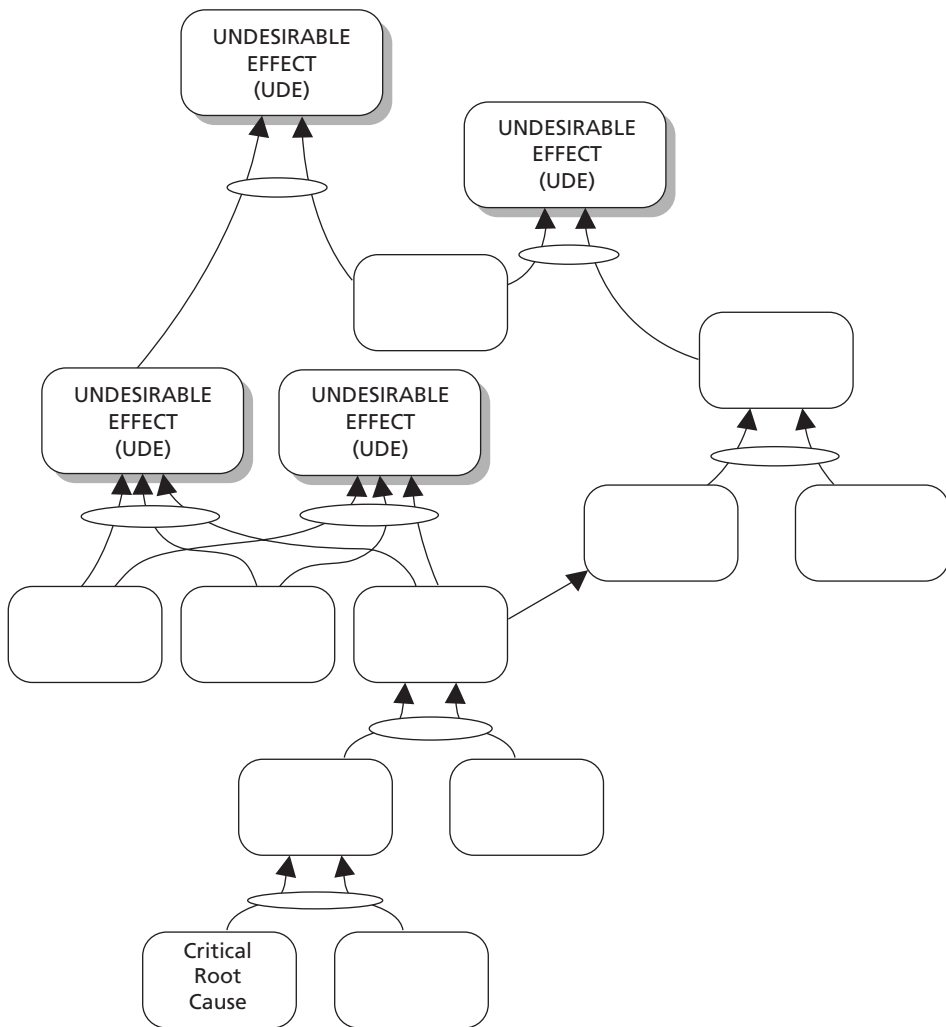 UNDESIRABLE
EFFECT
(UDE)
UNDESIRABLE
EFFECT
(UDE)
UNDESIRABLE
EFFECT
(UDE)
UNDESIRABLE
EFFECT
(UDE)
Critical
Root
Cause